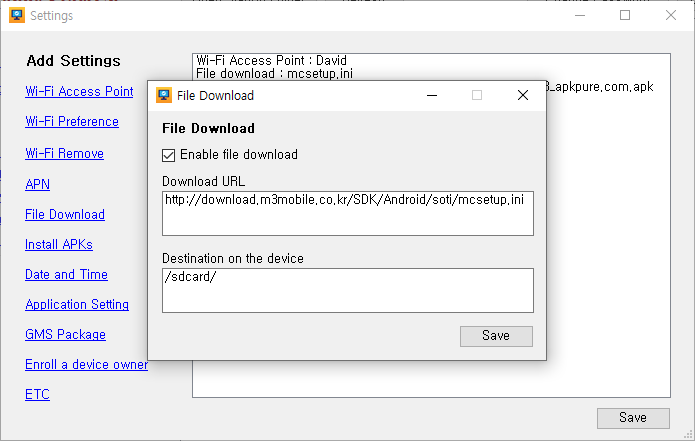 Settings
Add Settings
Wi-Fi Access Point
Wi-Fi Preference
Wi-Fi Remove
APN
File Download
Install APKs
Date and Time
Application Setting
GMS Package
Enroll a device owner
ETC
Wi-Fi Access Point : David
File download : mcsetup.ini
_apkpure.com.apk
File Download
File Download
Enable file download
Download URL
http://download.m3mobile.co.kr/SDK/Android/soti/mcsetup.ini
Destination on the device
/sdcard/
Save
Save